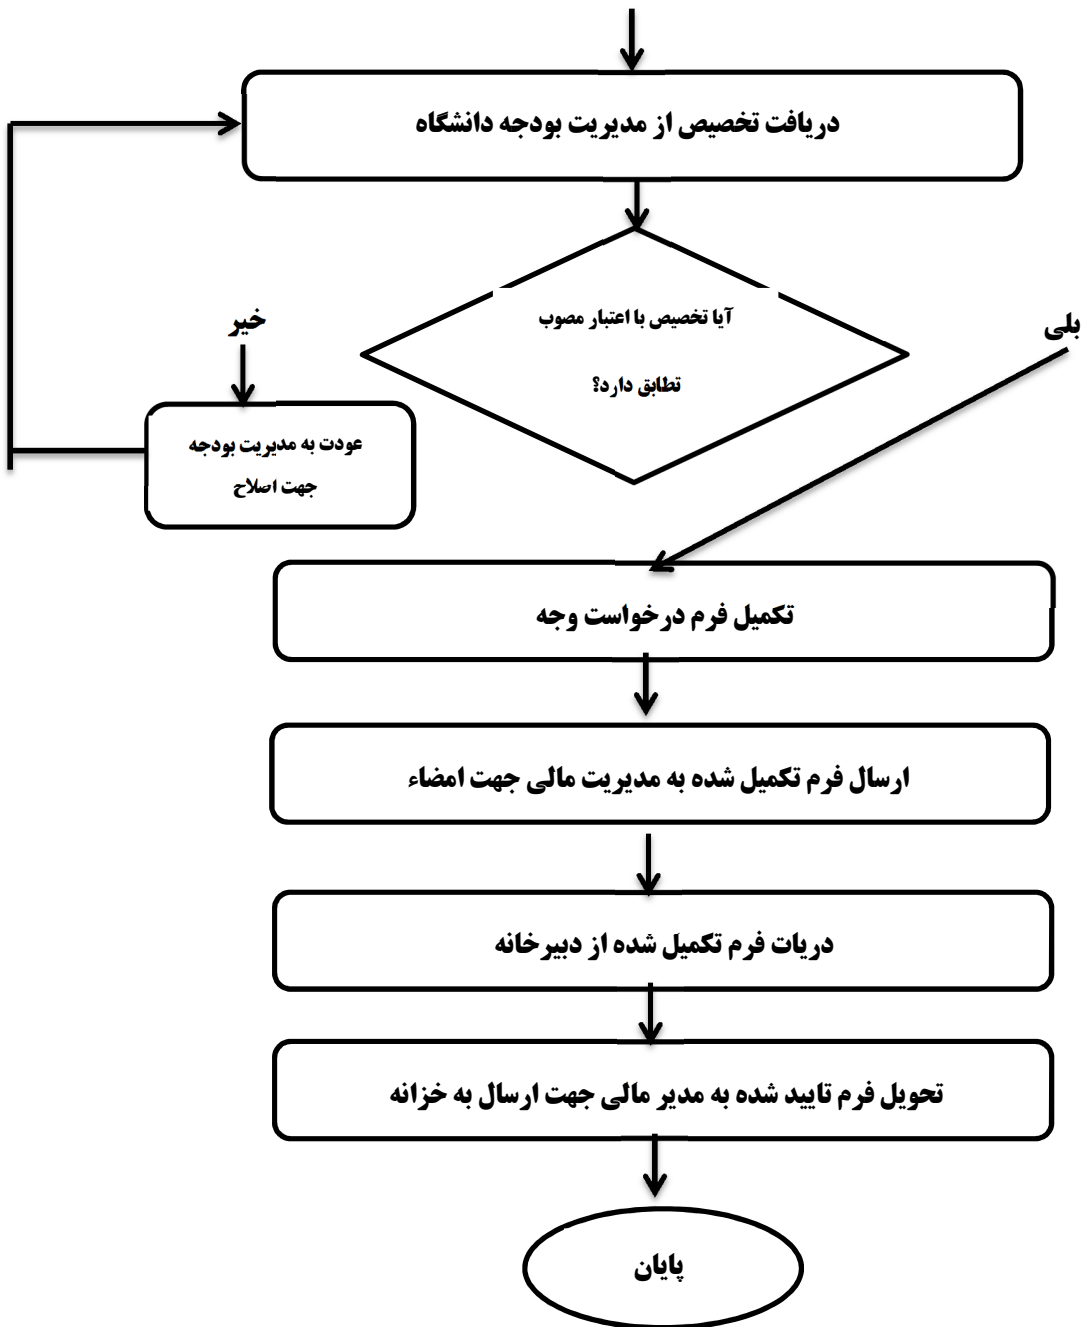 دریافت تخصیص از مدیریت بودجه دانشگاه
آیا تخصیص با اعتبار مصوب
تطابق دارد؟
بلی
خیر
عودت به مدیریت بودجه
جهت اصلاح
تکمیل فرم درخواست وجه
ارسال فرم تکمیل شده به مدیریت مالی جهت امضاء
دریات فرم تکمیل شده از دبیرخانه
تحویل فرم تایید شده به مدیر مالی جهت ارسال به خزانه
پایان